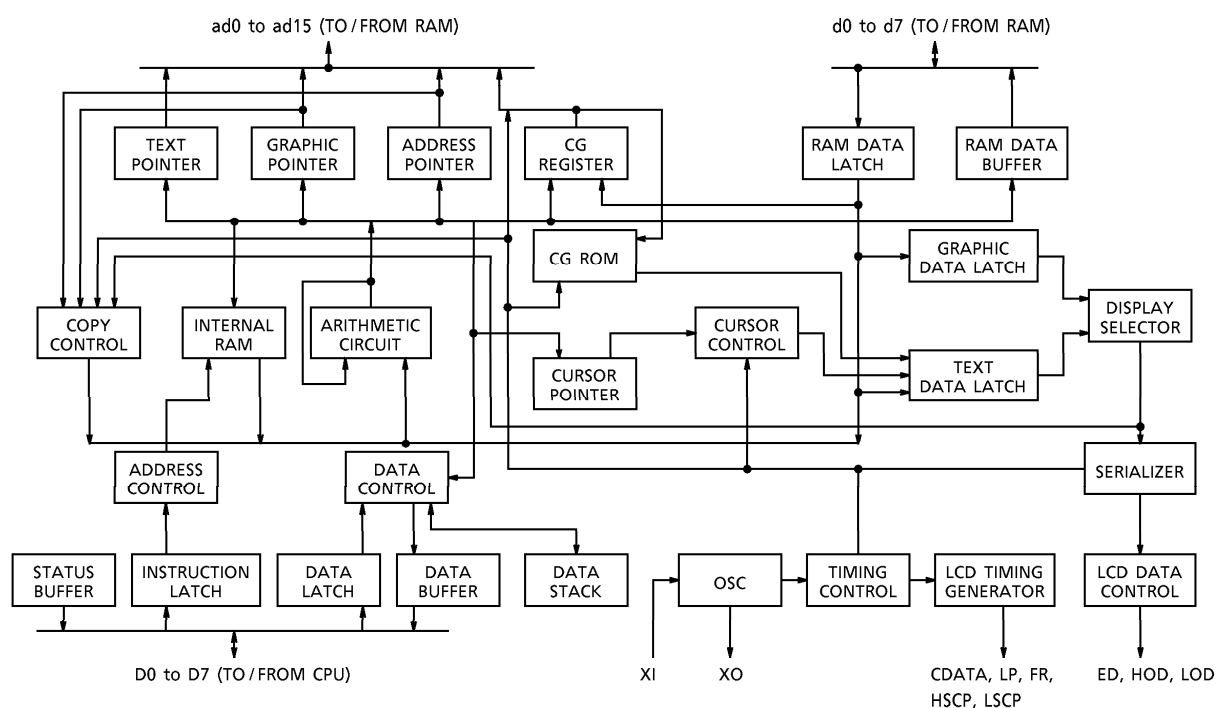 ad0 to ad15 (TO / FROM RAM)
d0 to d7 (TO / FROM RAM)
TEXT
POINTER
GRAPHIC
POINTER
ADDRESS
POINTER
CG
REGISTER
RAM DATA
LATCH
RAM DATA
BUFFER
CG ROM
GRAPHIC
DATA LATCH
COPY
CONTROL
INTERNAL
RAM
ARITHMETIC
CIRCUIT
CURSOR
POINTER
CURSOR
CONTROL
TEXT
DATA LATCH
DISPLAY
SELECTOR
ADDRESS
CONTROL
DATA
CONTROL
SERIALIZER
STATUS
BUFFER
INSTRUCTION
LATCH
DATA
LATCH
DATA
BUFFER
DATA
STACK
OSC
TIMING
CONTROL
LCD TIMING
GENERATOR
LCD DATA
CONTROL
D0 to D7 (TO / FROM CPU)
XI
XO
CDATA, LP, FR,
HSCP, LSCP
ED, HOD, LOD